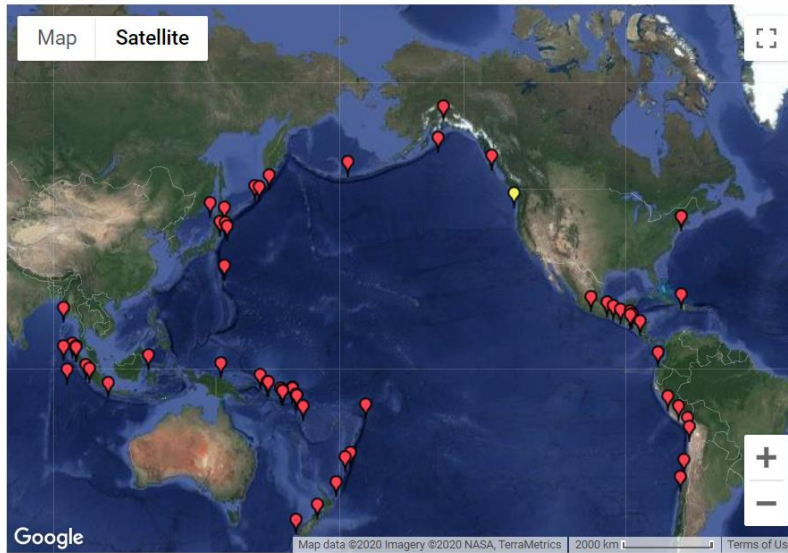 Map
Satellite
Google
Map data ©2020 Imagery ©2020 NASA, TerraMetrics
2000 km
Terms of Us